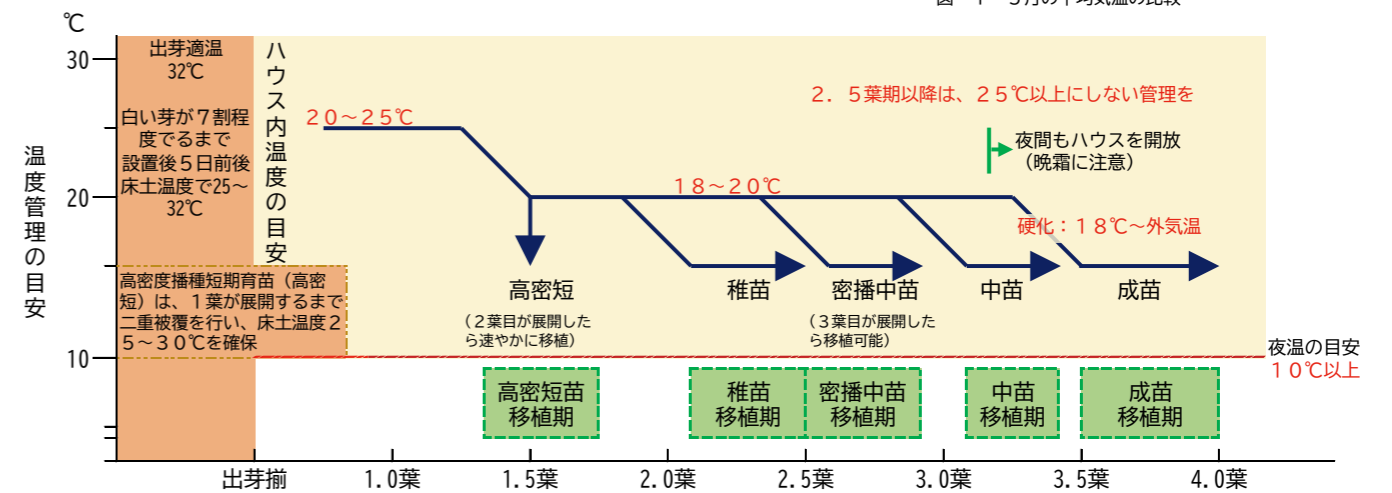 ℃
30
20
10
温度管理の目安
出芽適温
32℃
白い芽が７割程
度でるまで
設置後５日前後
床土温度で25～
32℃
ハウス内温度の目安
高密度播種短期育苗（高密
短）は、１葉が展開するまで
二重被覆を行い、床土温度２
５～３０℃を確保
２０～２５℃
１８～２０℃
２．５葉期以降は、２５℃以上にしない管理を
夜間もハウスを開放
（晩霜に注意）
硬化：１８℃～外気温
高密短
（２葉目が展開した
ら速やかに移植）
稚苗
密播中苗
（３葉目が展開した
ら移植可能）
中苗
成苗
夜温の目安
１０℃以上
高密短苗
移植期
稚苗
移植期
密播中苗
移植期
中苗
移植期
成苗
移植期
出芽揃
1.0葉
1.5葉
2.0葉
2.5葉
3.0葉
3.5葉
4.0葉